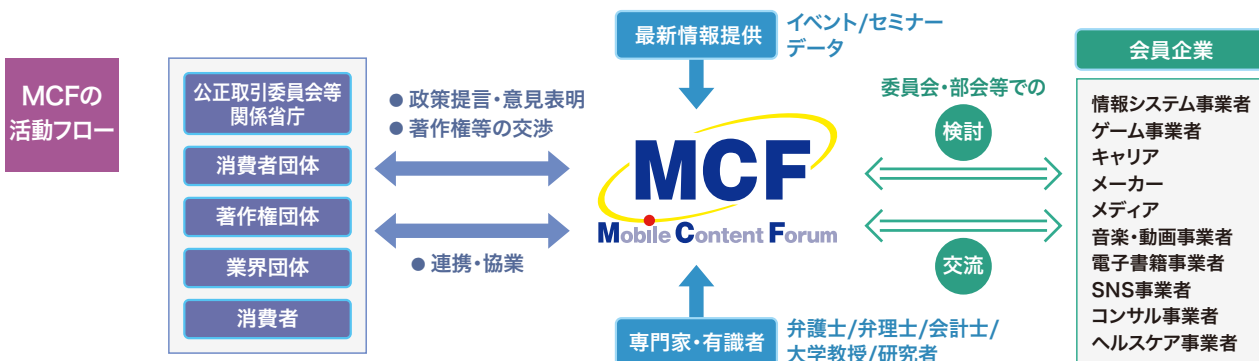 MCFの
活動フロー
公正取引委員会等
関係省庁
消費者団体
著作権団体
業界団体
消費者
●政策提言・意見表明
●著作権等の交渉
●連携・協業
最新情報提供
イベント/セミナー
データ
MCF
Mobile Content Forum
専門家・有識者
弁護士/弁理士/会計士/
大学教授/研究者
委員会・部会等での
検討
交流
会員企業
情報システム事業者
ゲーム事業者
キャリア
メーカー
メディア
音楽・動画事業者
電子書籍事業者
SNS事業者
コンサル事業者
ヘルスケア事業者